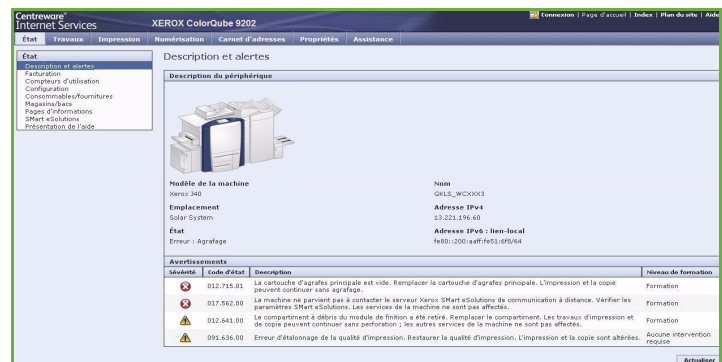 Centreware®
Internet Services
XEROX ColorQube 9202
Connexion | Page d'accueil | Index | Plan du site | Aide
État Travaux Impression Numérisation Carnet d'adresses Propriétés Assistance
État
Description et alertes
Facturation
Compteurs d'utilisation
Configuration
Consommables/fournitures
Magasins/bacs
Pages d'informations
SMart eSolutions
Présentation de l'aide
Description et alertes
Description du périphérique
Modèle de la machine
Xerox J40
Nom
GKLS_WCXXX3
Emplacement
Solar System
Adresse IPv4
13.221.196.60
État
Erreur : Agrafage
Adresse IPv6 : lien-local
fe80::200:aaff:fe51:6f8/64
Avertissements
Sévérité Code d'état Description Niveau de formation
012.715.01 La cartouche d'agrafes principale est vide. Remplacer la cartouche d'agrafes principale. L'impression et la copie peuvent continuer sans agrafage. Formation
017.562.00 La machine ne parvient pas à contacter le serveur Xerox SMart eSolutions de communication à distance. Vérifier les paramètres SMart eSolutions. Les services de la machine ne sont pas affectés. Formation
012.641.00 Le compartiment à débris du module de finition a été retiré. Remplacer le compartiment. Les travaux d'impression et de copie peuvent continuer sans perforation ; les autres services de la machine ne sont pas affectés. Formation
091.636.00 Erreur d'étalonnage de la qualité d'impression. Restaurer la qualité d'impression. L'impression et la copie sont altérées. Aucune intervention requise
Actualiser